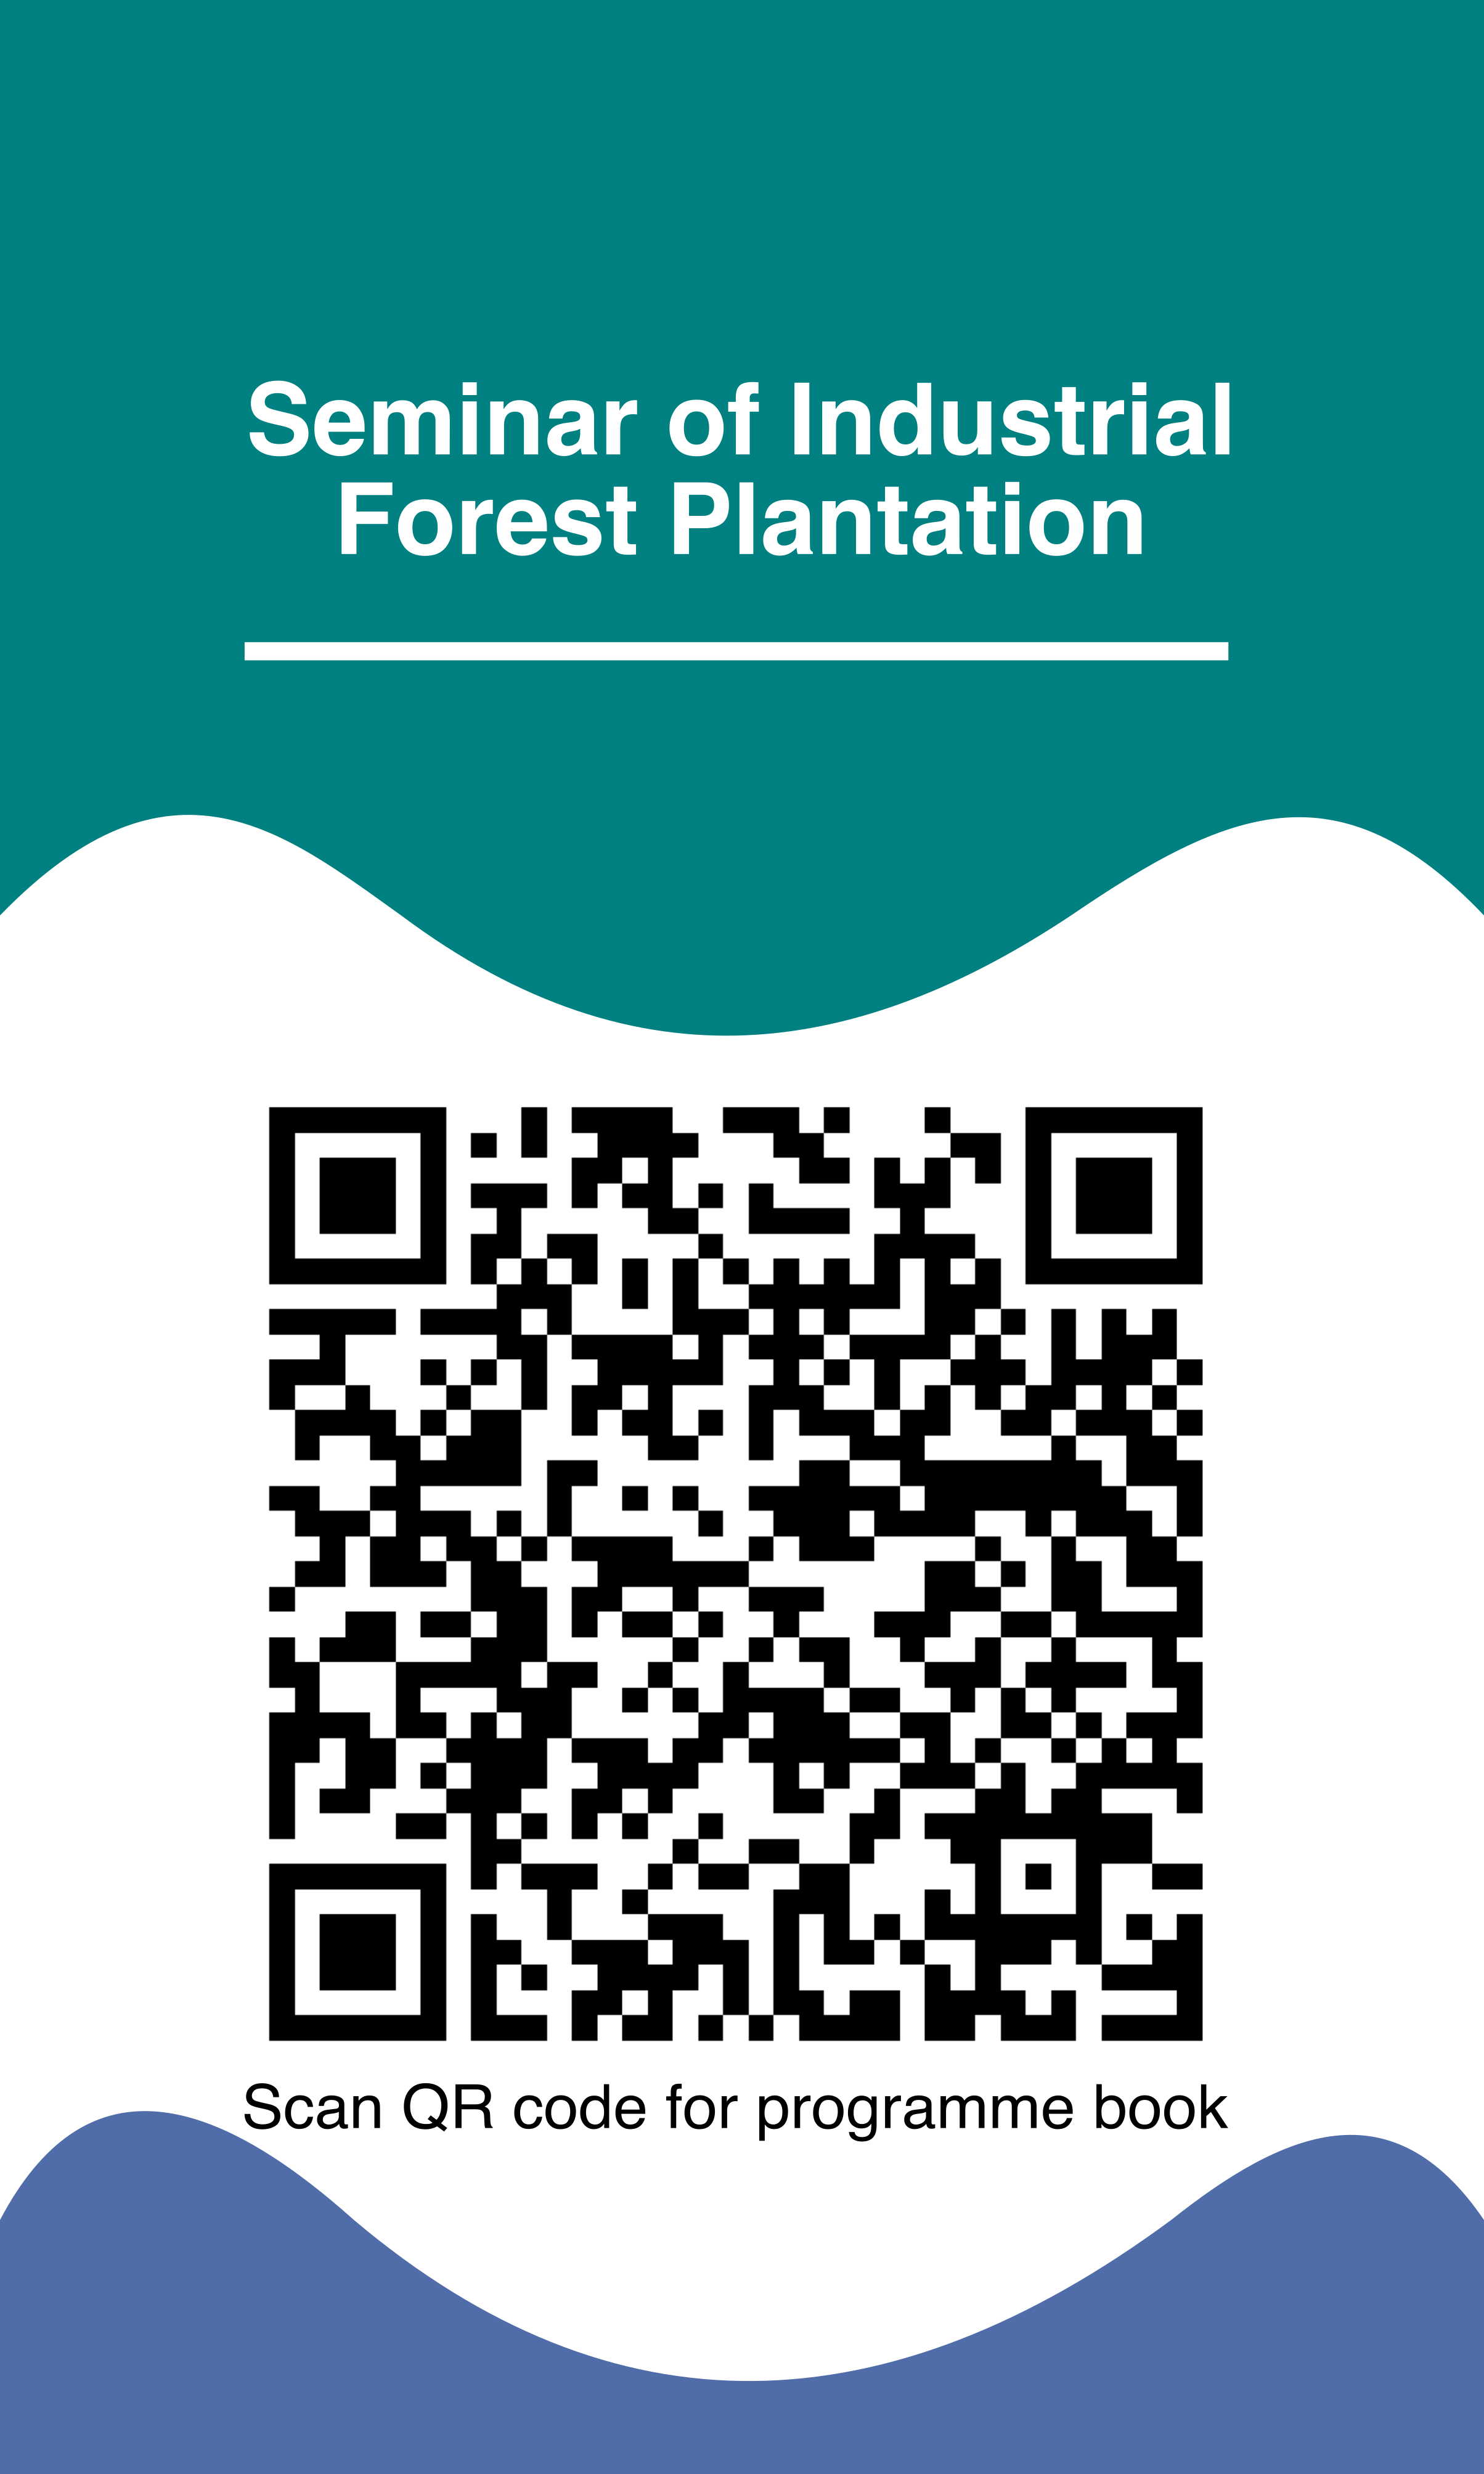 Seminar of Industrial
Forest Plantation
Scan QR code for programme book